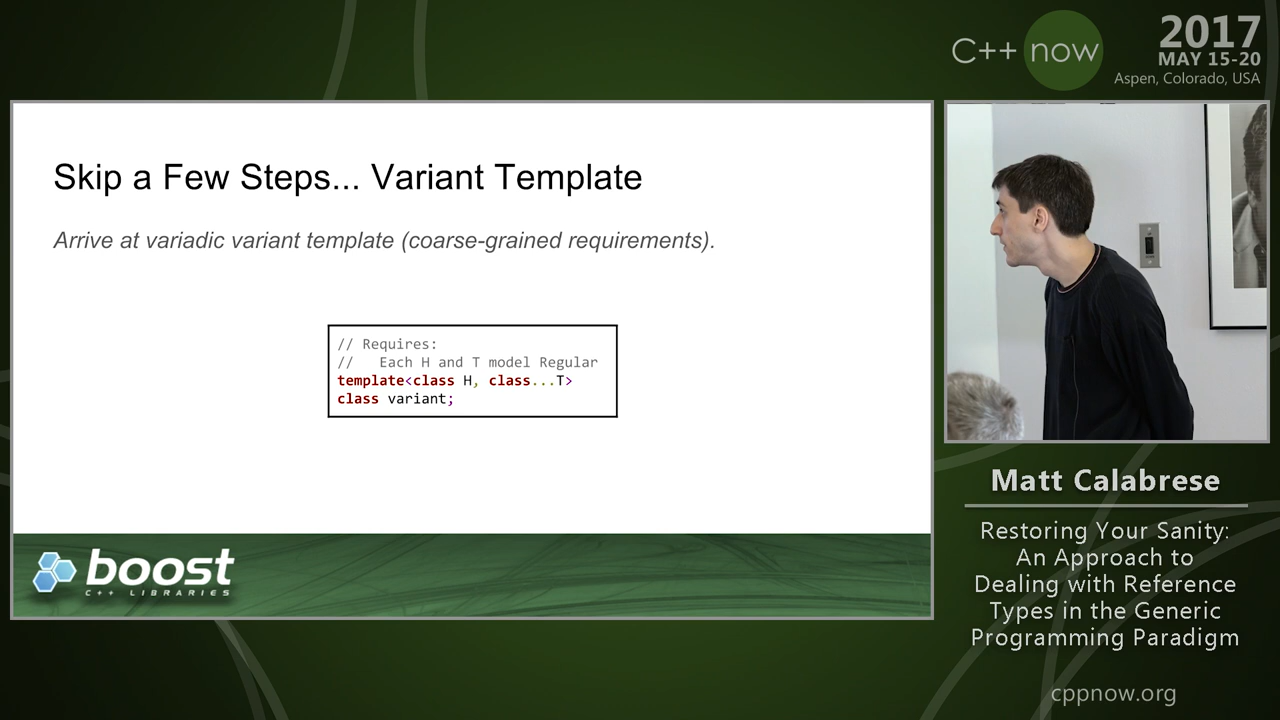 C++ now
2017
MAY 15-20
Aspen, Colorado, USA
Skip a Few Steps... Variant Template
Arrive at variadic variant template (coarse-grained requirements).
// Requires:
//   Each H and T model Regular
template<class H, class...T>
class variant;
boost
C++ LIBRARIES
Matt Calabrese
Restoring Your Sanity:
An Approach to
Dealing with Reference
Types in the Generic
Programming Paradigm
cppnow.org